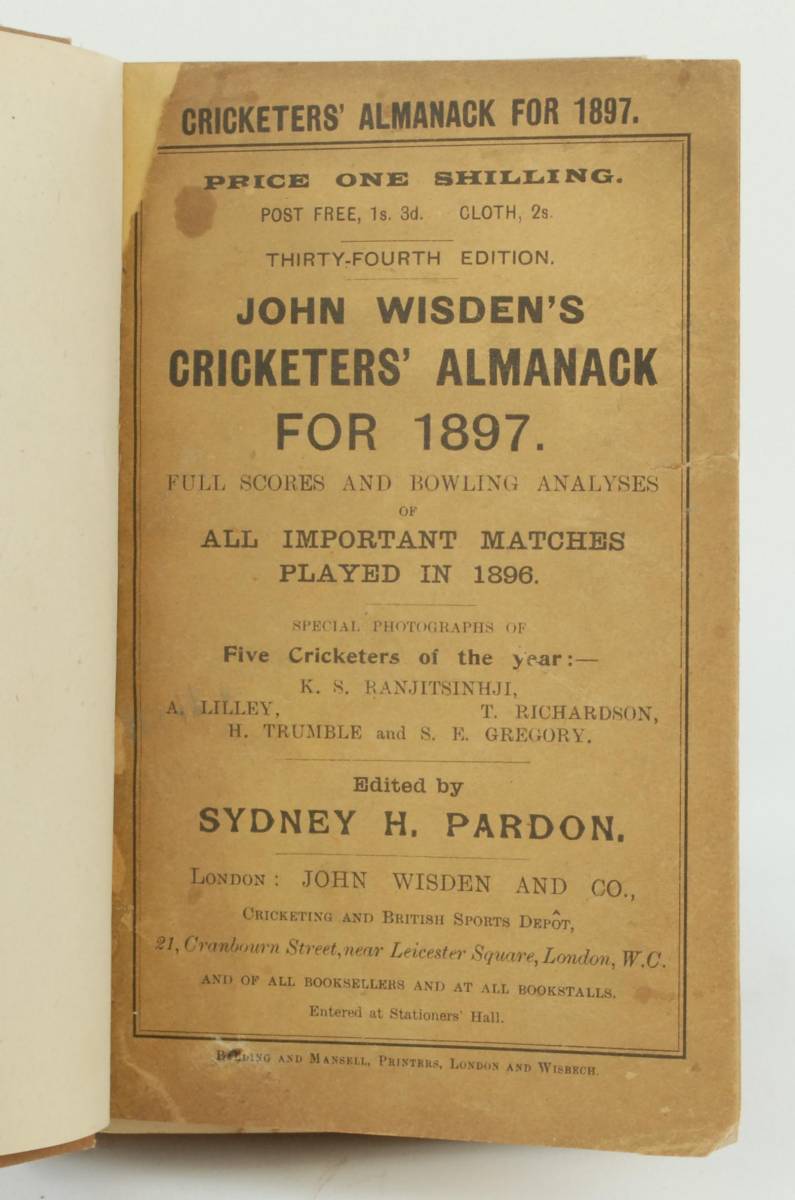 CRICKETERS' ALMANACK FOR 1897.
PRICE ONE SHILLING.
POST FREE, 1s. 3d. CLOTH, 2s.
THIRTY-FOURTH EDITION.
JOHN WISDEN'S
CRICKETERS' ALMANACK
FOR 1897.
FULL SCORES AND BOWLING ANALYSES
OF
ALL IMPORTANT MATCHES
PLAYED IN 1896.
SPECIAL PHOTOGRAPHS OF
Five Cricketers of the year:—
K. S. RANJITSINHJI,
A. LILLEY, T. RICHARDSON,
H. TRUMBLE and S. E. GREGORY.
Edited by
SYDNEY H. PARDON.
LONDON: JOHN WISDEN AND CO.,
CRICKETING AND BRITISH SPORTS DEPÔT,
21, Cranbourn Street, near Leicester Square, London, W.C.
AND OF ALL BOOKSELLERS AND AT ALL BOOKSTALLS.
Entered at Stationers' Hall.
AND MANSELL, PRINTERS, LONDON AND WISBECH.